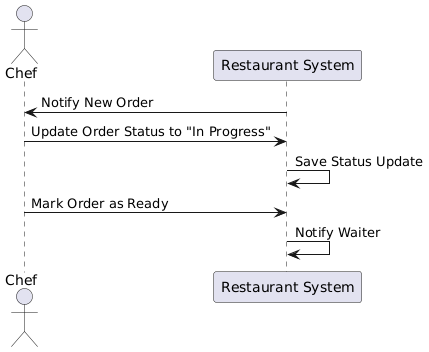 Chef
Restaurant System
Notify New Order
Update Order Status to "In Progress"
Save Status Update
Mark Order as Ready
Notify Waiter
Chef
Restaurant System